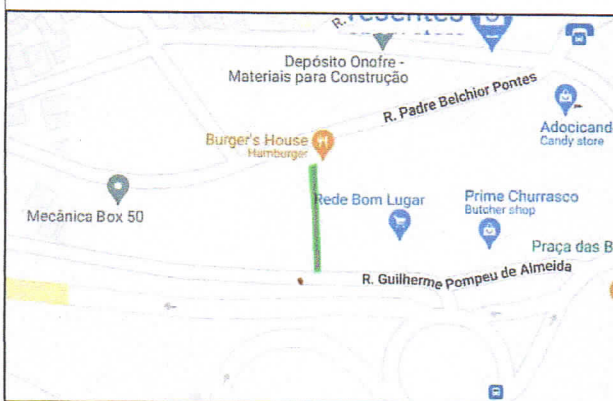 R.
Depósito Onofre -
Materiais para Construção
R. Padre Belchior Pontes
Adocicand
Candy store
Burger's House
Hamburger
Mecânica Box 50
Rede Bom Lugar
Prime Churrasco
Butcher shop
Praça das B
R. Guilherme Pompeu de Almeida